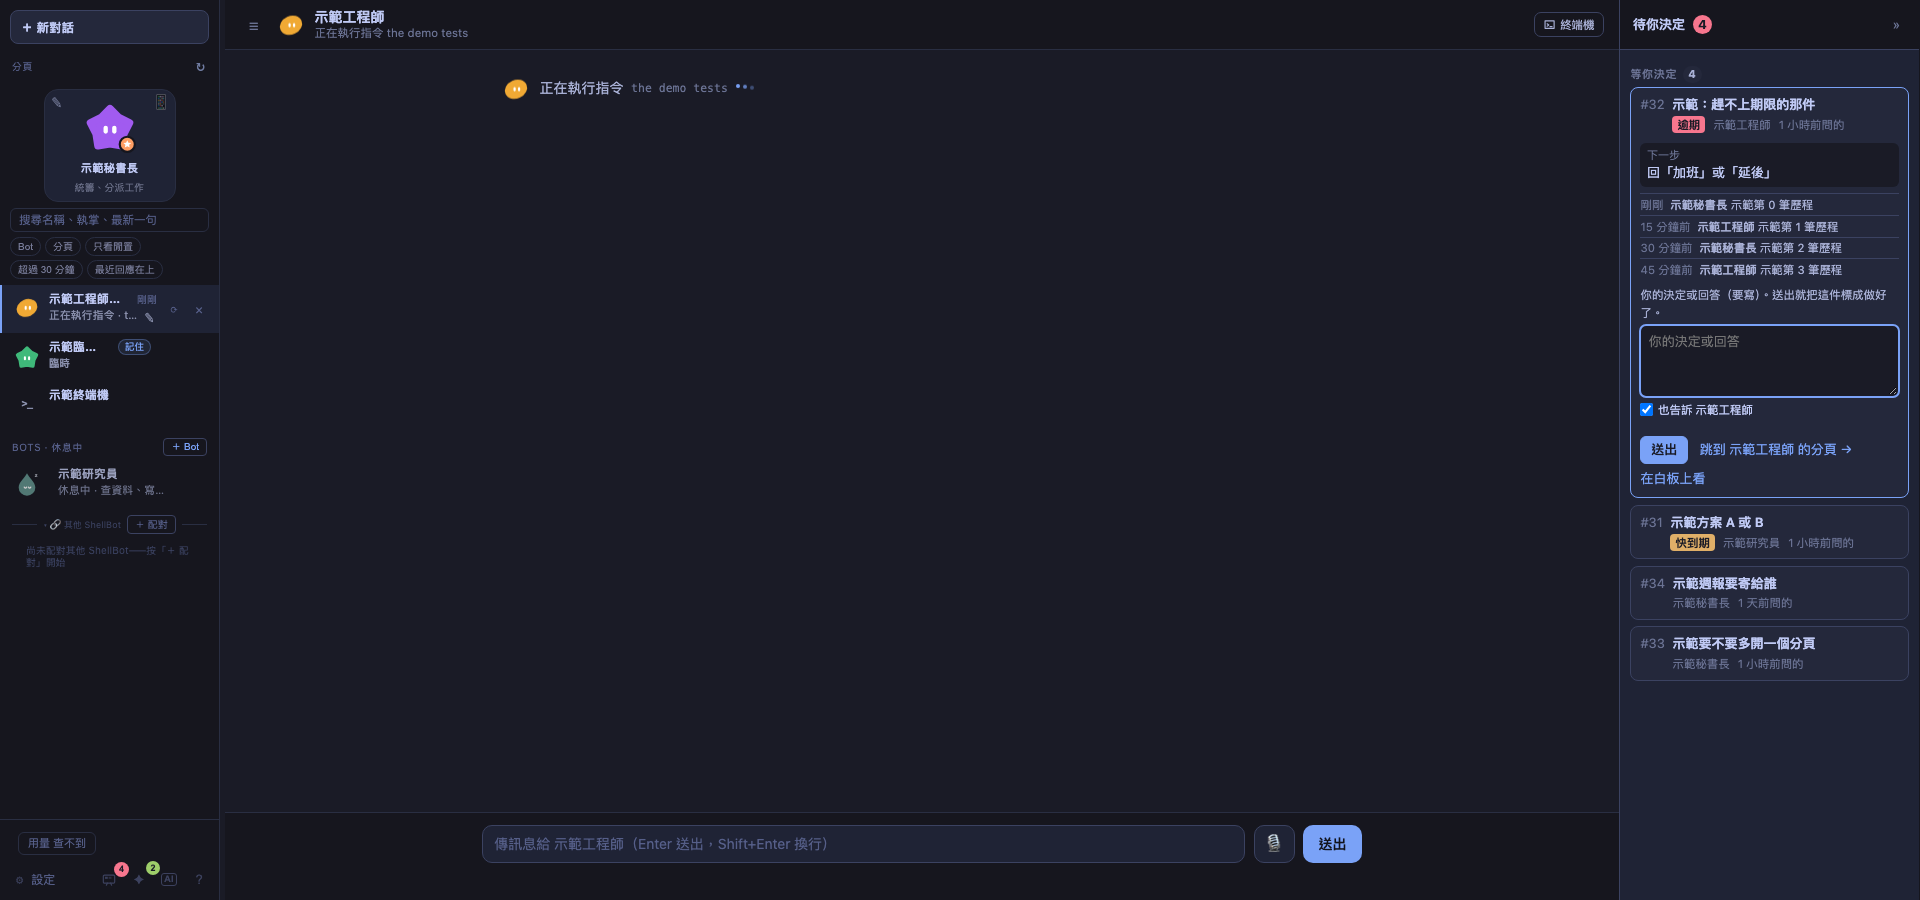 + 新對話
分頁
示範秘書長
統籌、分派工作
搜尋名稱、執掌、最新一句
Bot 分頁 只看閒置
超過 30 分鐘 最近回應在上
示範工程師... 剛剛
正在執行指令 · t...
示範臨... 記住
臨時
>_ 示範終端機
BOTS · 休息中 + Bot
示範研究員
休息中 · 查資料、寫...
其他 ShellBot + 配對
尚未配對其他 ShellBot——按「+ 配
對」開始
用量 查不到
設定 4 2 AI ?
示範工程師
正在執行指令 the demo tests
終端機
正在執行指令 the demo tests
傳訊息給 示範工程師（Enter 送出，Shift+Enter 換行）
送出
待你決定 4 »
等你決定 4
#32 示範：趕不上期限的那件
逾期 示範工程師 1 小時前問的
下一步
回「加班」或「延後」
剛剛 示範秘書長 示範第 0 筆歷程
15 分鐘前 示範工程師 示範第 1 筆歷程
30 分鐘前 示範秘書長 示範第 2 筆歷程
45 分鐘前 示範工程師 示範第 3 筆歷程
你的決定或回答（要寫）。送出就把這件標成做好
了。
你的決定或回答
也告訴 示範工程師
送出 跳到 示範工程師 的分頁 →
在白板上看
#31 示範方案 A 或 B
快到期 示範研究員 1 小時前問的
#34 示範週報要寄給誰
示範秘書長 1 天前問的
#33 示範要不要多開一個分頁
示範秘書長 1 小時前問的